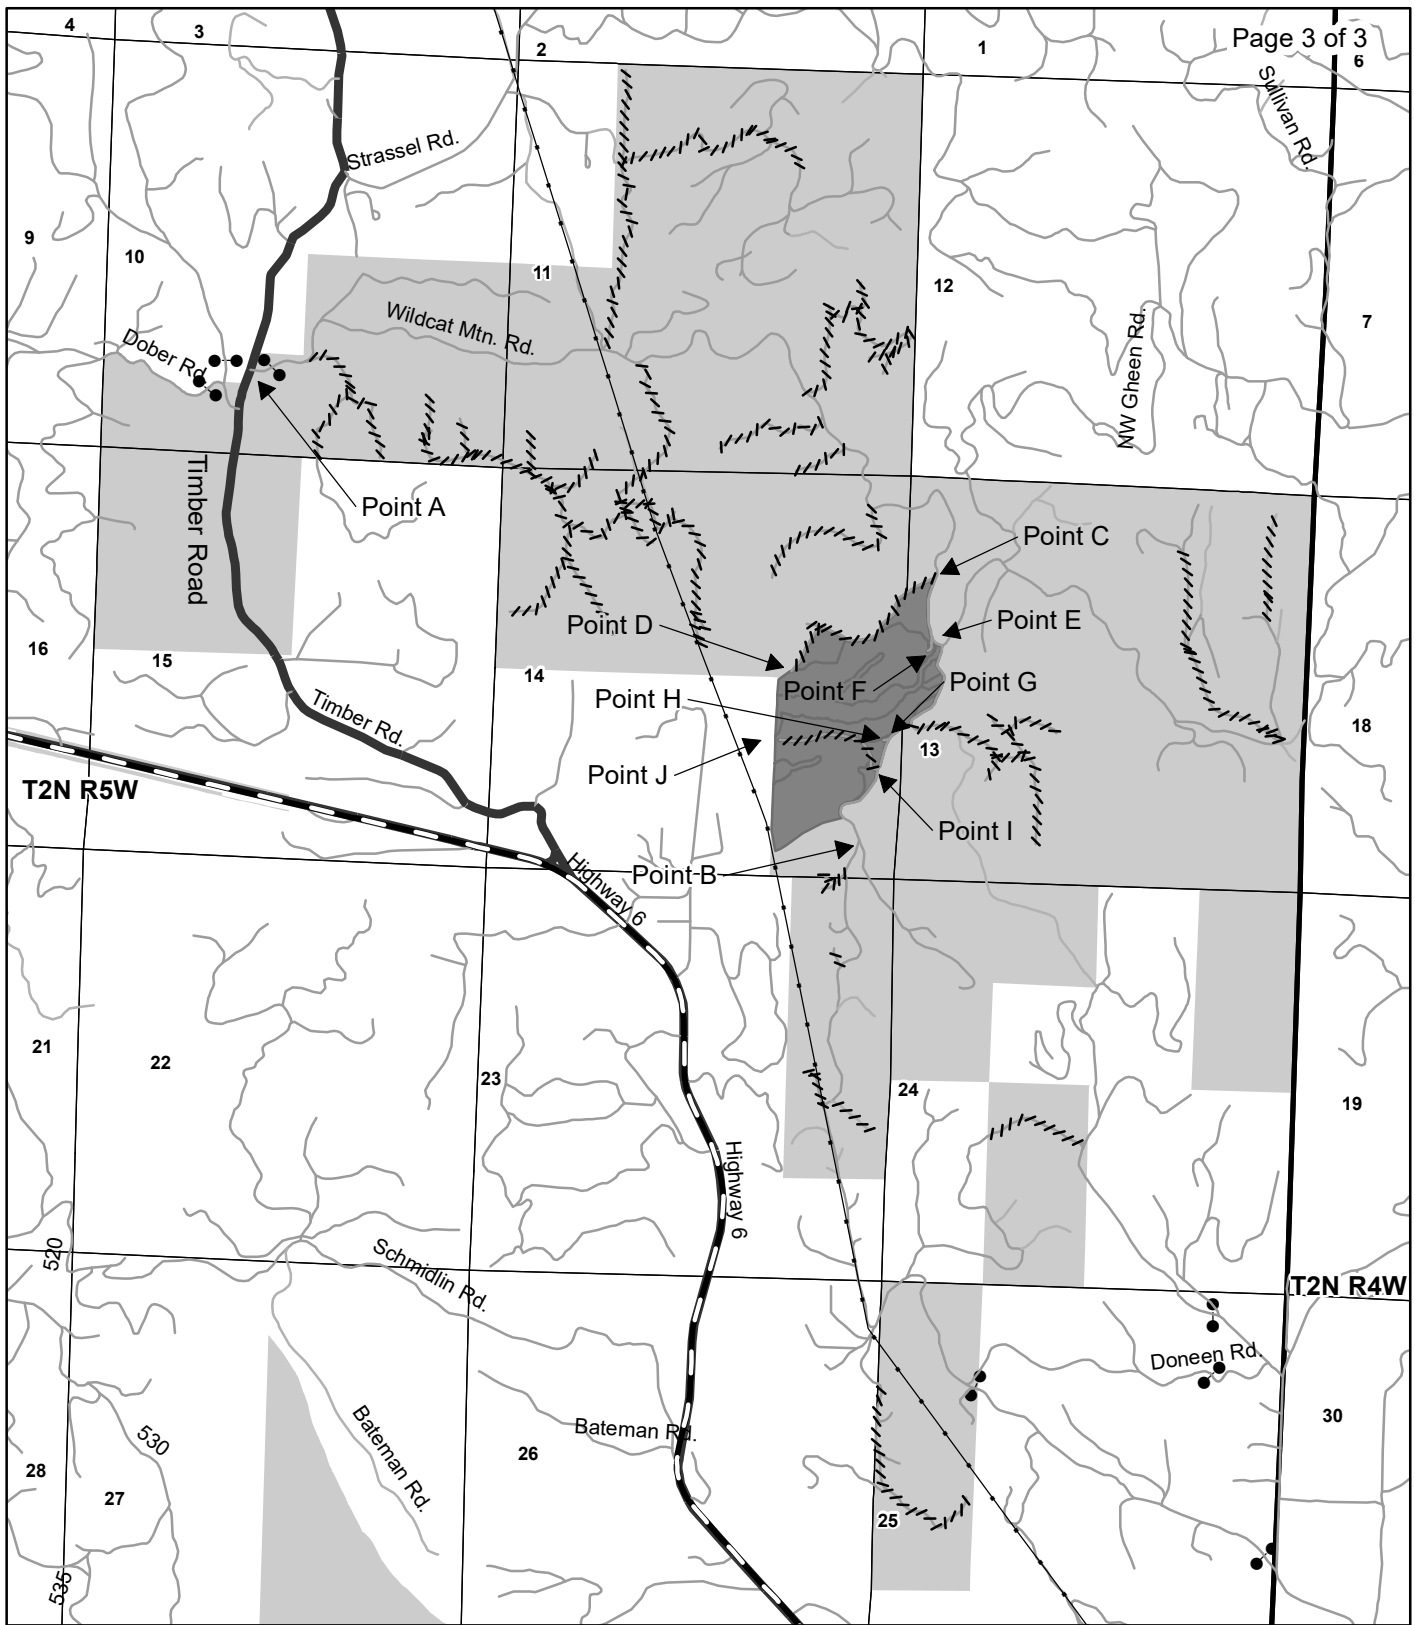 4
3
2
1
Page 3 of 3
6
Sullivan Rd.
Strassel Rd.
9
10
11
12
7
Wildcat Mtn. Rd.
Dober Rd.
NW Gheen Rd.
Point A
Timber Road
Point C
Point D
Point E
16
15
14
Point F
Point G
Point H
Timber Rd.
13
18
Point J
T2N R5W
Point I
Highway 6
Point B
21
22
23
24
19
Highway 6
520
Schmidlin Rd.
T2N R4W
Doneen Rd.
Bateman Rd.
Bateman Rd.
530
30
26
28
27
25
535